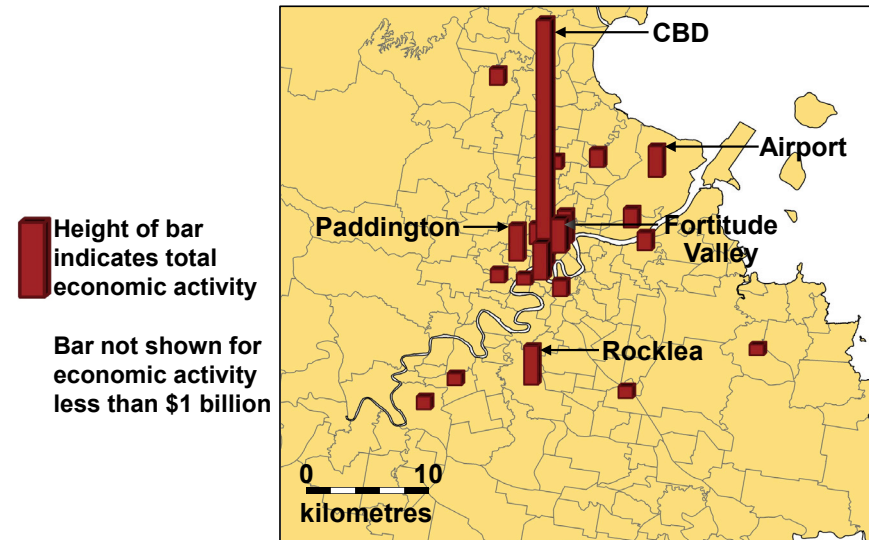 CBD
Airport
Paddington
Fortitude
Valley
Height of bar
indicates total
economic activity
Rocklea
Bar not shown for
economic activity
less than $1 billion
0 10
kilometres